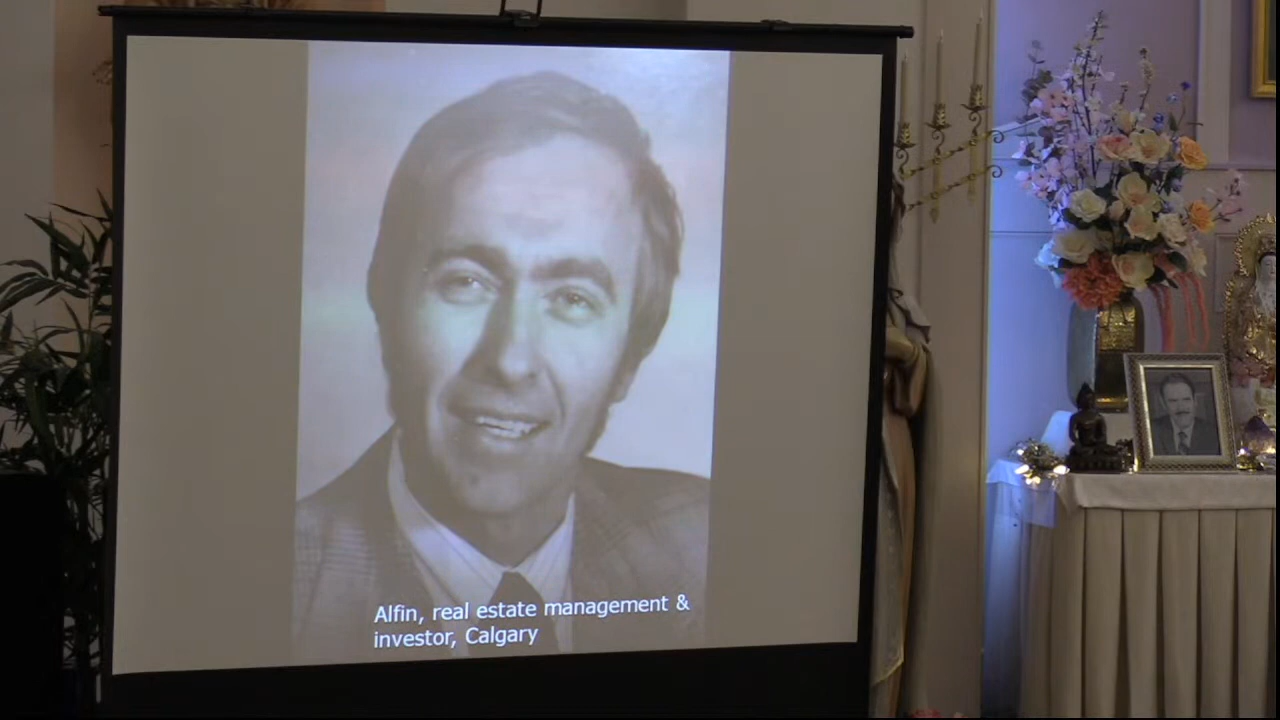 Alfin, real estate management &
investor, Calgary